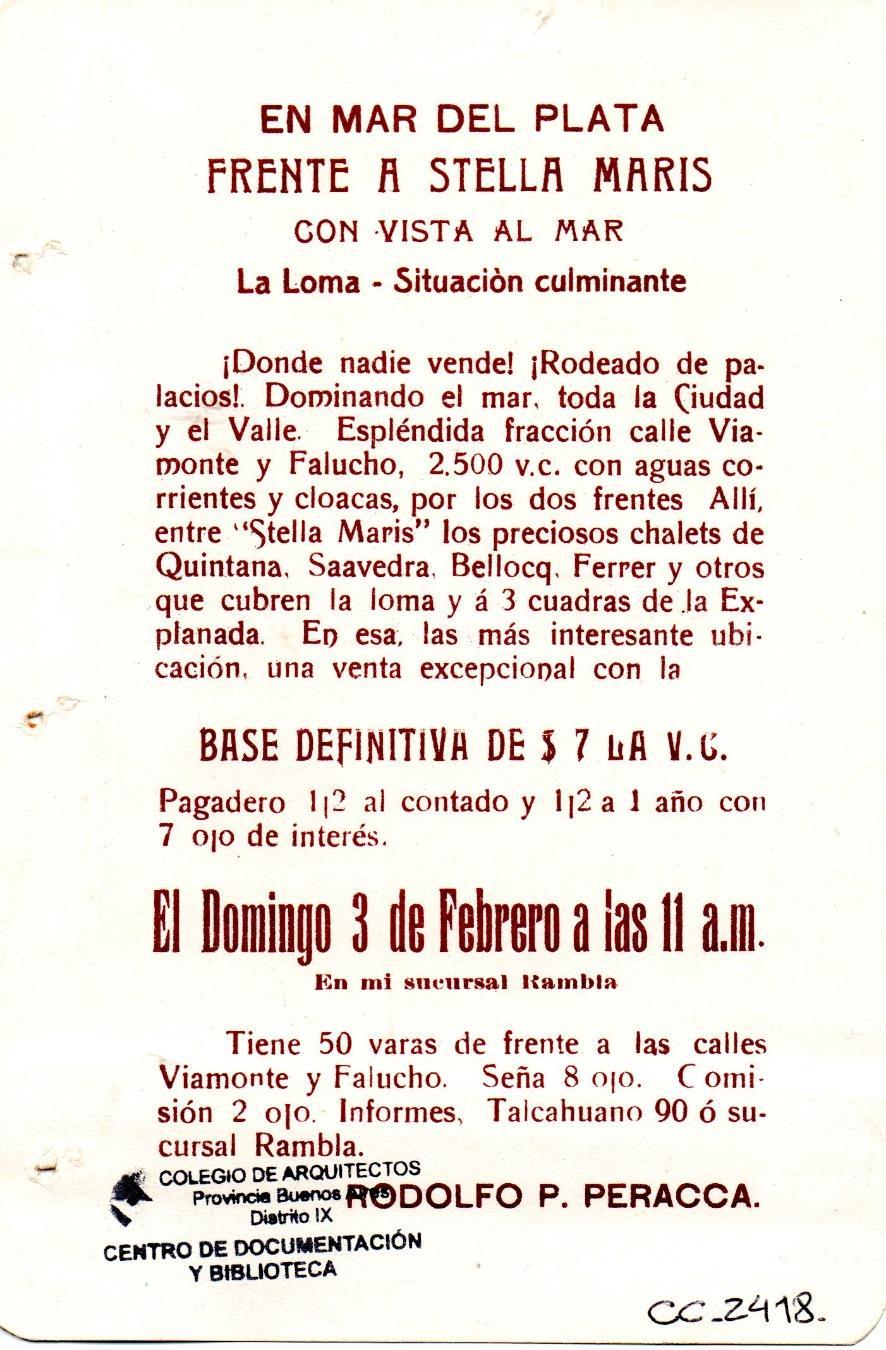 EN MAR DEL PLATA
FRENTE A STELLA MARIS
CON VISTA AL MAR
La Loma - Situaciòn culminante
¡Donde nadie vende! ¡Rodeado de pa-
lacios!. Dominando el mar, toda la Ciudad
y el Valle. Espléndida fracción calle Via-
monte y Falucho, 2.500 v.c. con aguas co-
rrientes y cloacas, por los dos frentes Allí,
entre "Stella Maris" los preciosos chalets de
Quintana, Saavedra, Bellocq, Ferrer y otros
que cubren la loma y á 3 cuadras de la Ex-
planada. En esa, las más interesante ubi-
cación, una venta excepcional con la
BASE DEFINITIVA DE $ 7 LA V.C.
Pagadero 1|2 al contado y 1|2 a 1 año con
7 o|o de interés.
El Domingo 3 de Febrero a las 11 a.m.
En mi sucursal Rambla
Tiene 50 varas de frente a las calles
Viamonte y Falucho. Seña 8 o|o. Comi-
sión 2 o|o. Informes, Talcahuano 90 ó su-
cursal Rambla.
RODOLFO P. PERACCA.
COLEGIO DE ARQUITECTOS
Provincia Buenos Aires
Distrito IX
CENTRO DE DOCUMENTACIÓN
Y BIBLIOTECA
CC-2418.